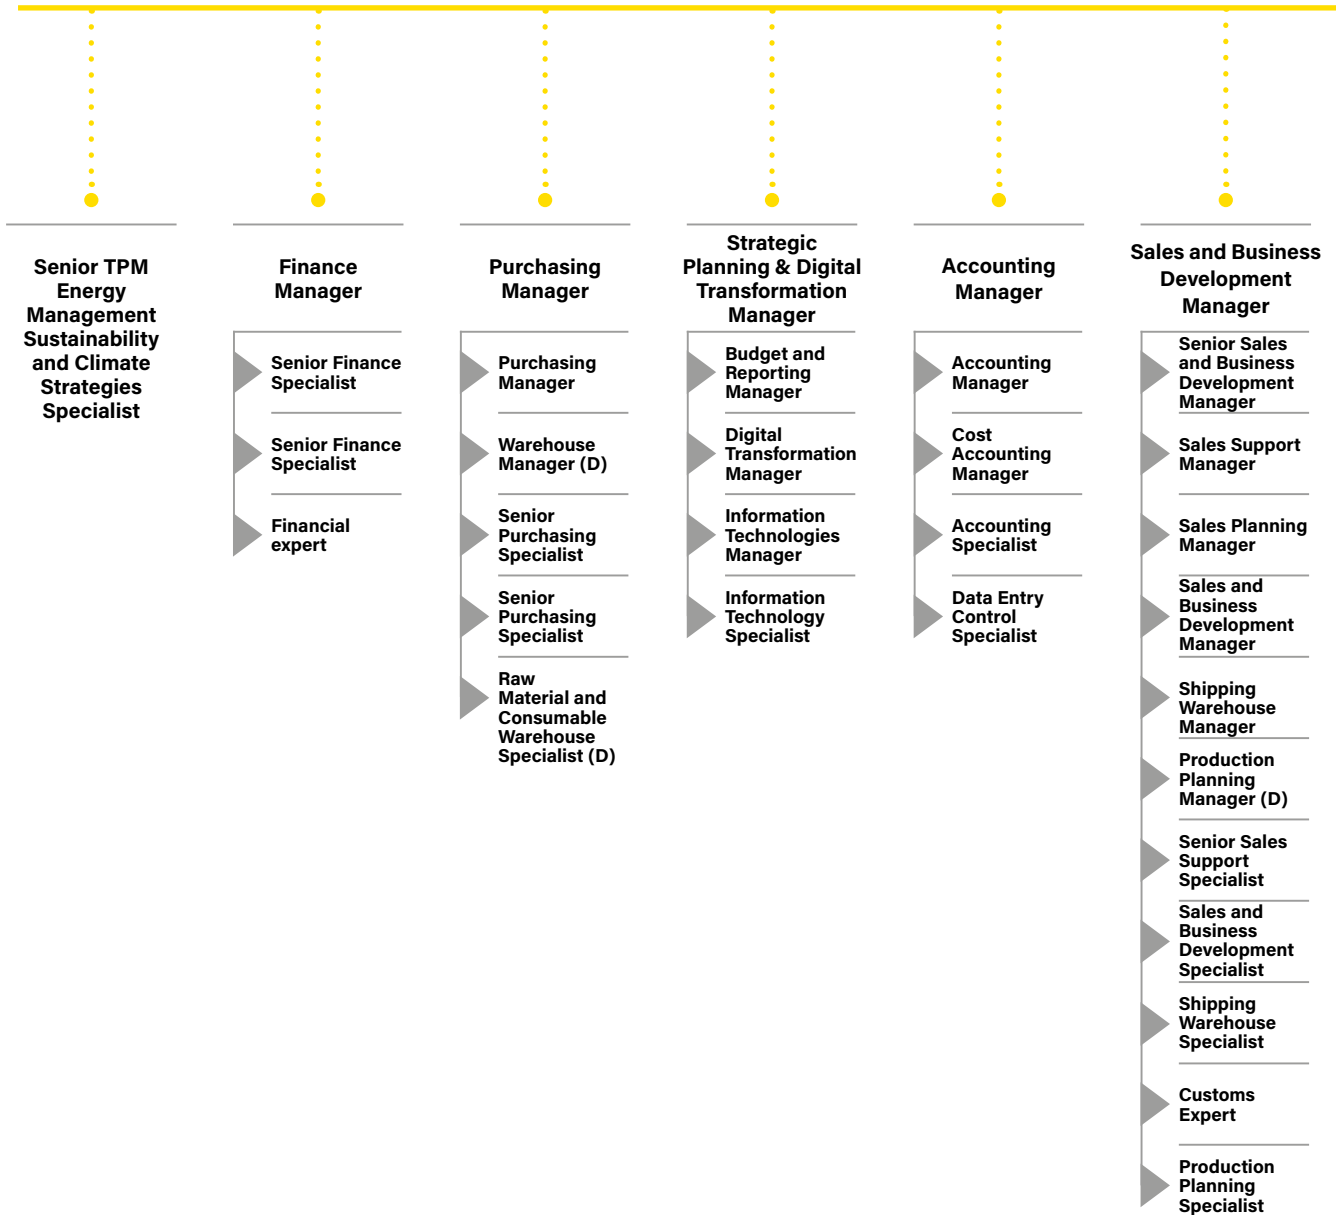 Senior TPM
Energy
Management
Sustainability
and Climate
Strategies
Specialist
Finance
Manager
Senior Finance
Specialist
Senior Finance
Specialist
Financial
expert
Purchasing
Manager
Purchasing
Manager
Warehouse
Manager (D)
Senior
Purchasing
Specialist
Senior
Purchasing
Specialist
Raw
Material and
Consumable
Warehouse
Specialist (D)
Strategic
Planning & Digital
Transformation
Manager
Budget and
Reporting
Manager
Digital
Transformation
Manager
Information
Technologies
Manager
Information
Technology
Specialist
Accounting
Manager
Accounting
Manager
Cost
Accounting
Manager
Accounting
Specialist
Data Entry
Control
Specialist
Sales and Business
Development
Manager
Senior Sales
and Business
Development
Manager
Sales Support
Manager
Sales Planning
Manager
Sales and
Business
Development
Manager
Shipping
Warehouse
Manager
Production
Planning
Manager (D)
Senior Sales
Support
Specialist
Sales and
Business
Development
Specialist
Shipping
Warehouse
Specialist
Customs
Expert
Production
Planning
Specialist